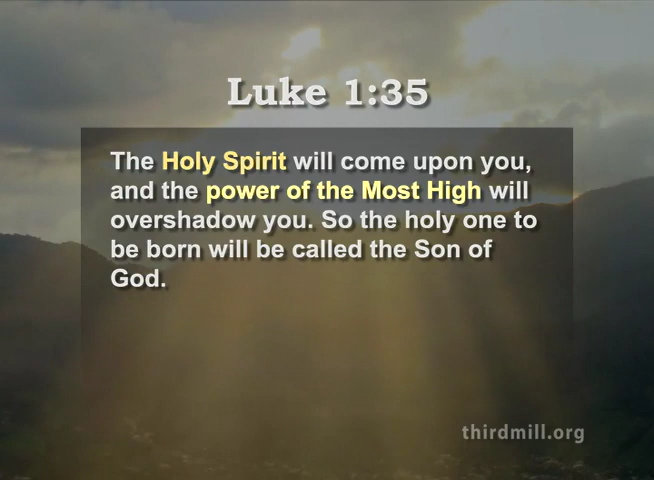 Luke 1:35
The Holy Spirit will come upon you,
and the power of the Most High will
overshadow you. So the holy one to
be born will be called the Son of
God.
thirdmill.org